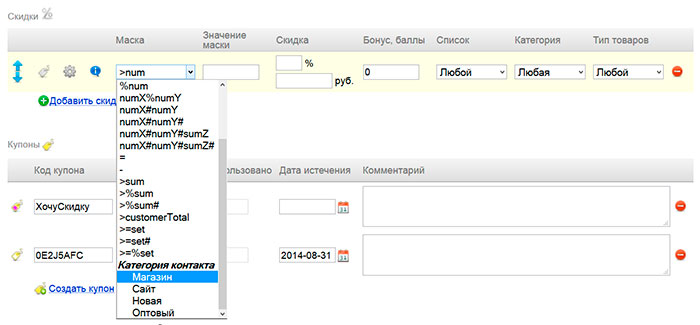 Скидки
Маска Значение маски Скидка Бонус, баллы Список Категория Тип товаров
>num % руб. 0 Любой Любая Любой
Добавить скид
%num
numX%numY
numX#numY
numX#numY#
numX#numY#sumZ
numX#numY#sumZ#
=
-
>sum
>%sum
>%sum#
>customerTotal
>=set
>=set#
>=%set
Категория контакта
Магазин
Сайт
Новая
Оптовый
Купоны
Код купона пользовано Дата истечения Комментарий
ХочуСкидку
0E2J5AFC 2014-08-31
Создать купон